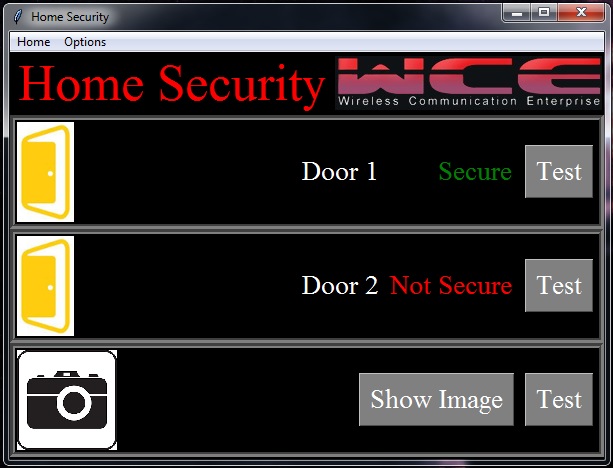 Home Security
Home Options
Home Security WCE
Wireless Communication Enterprise
Door 1 Secure Test
Door 2 Not Secure Test
Show Image Test